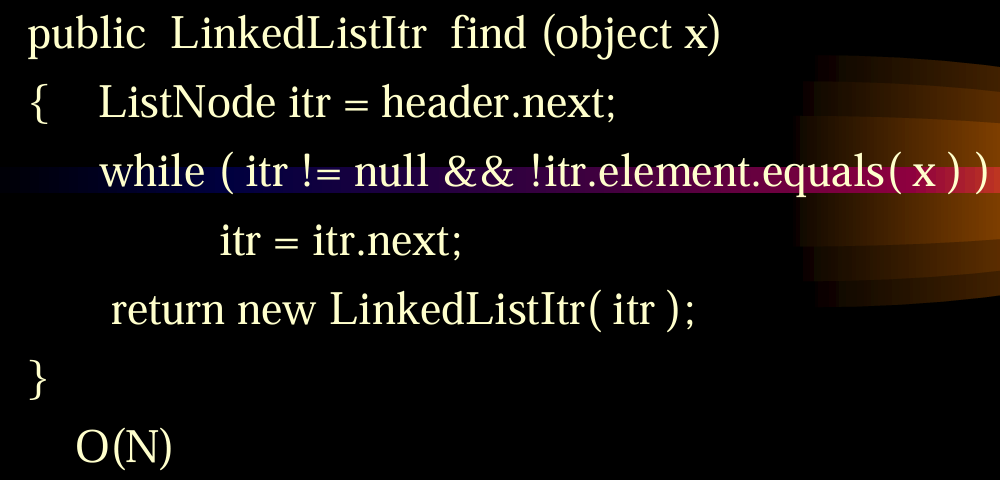 public LinkedListItr find (object x)
{ ListNode itr = header.next;
while ( itr != null && !itr.element.equals( x ) )
itr = itr.next;
return new LinkedListItr( itr );
}
O(N)